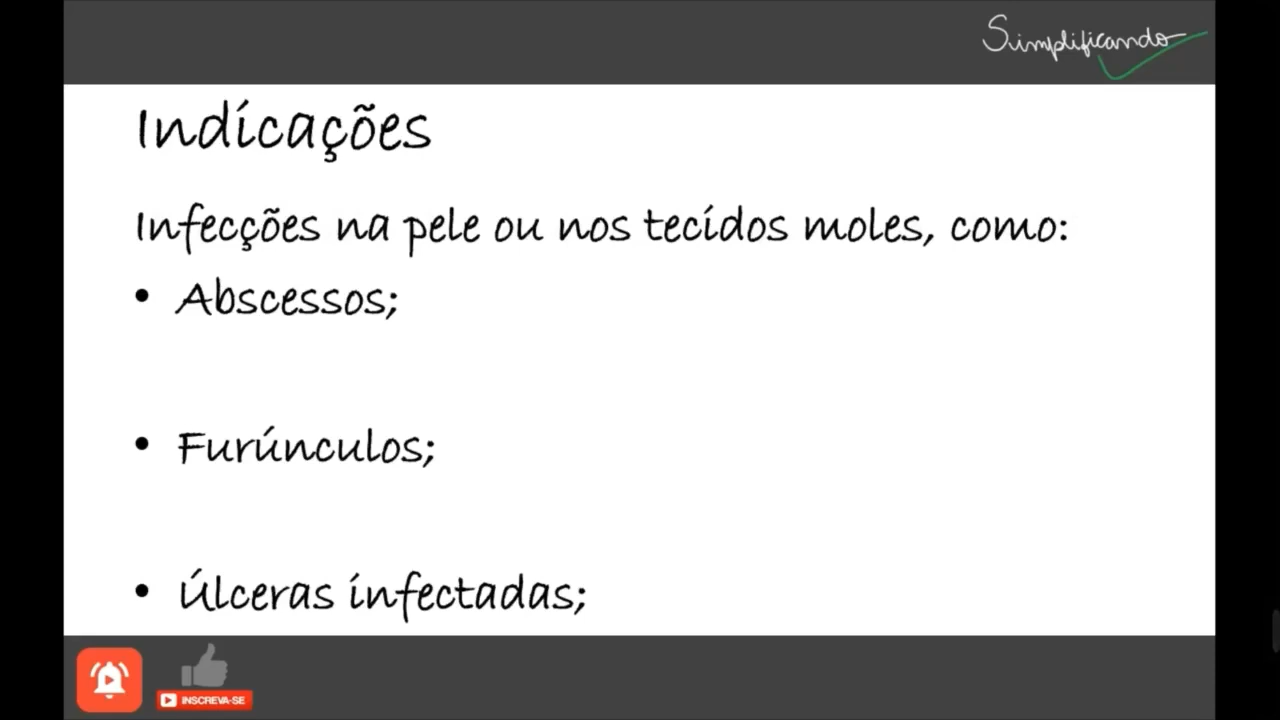 Simplificando
Indicações
Infecções na pele ou nos tecidos moles, como:
• Abscessos;
• Furúnculos;
• Úlceras infectadas;
INSCREVA-SE